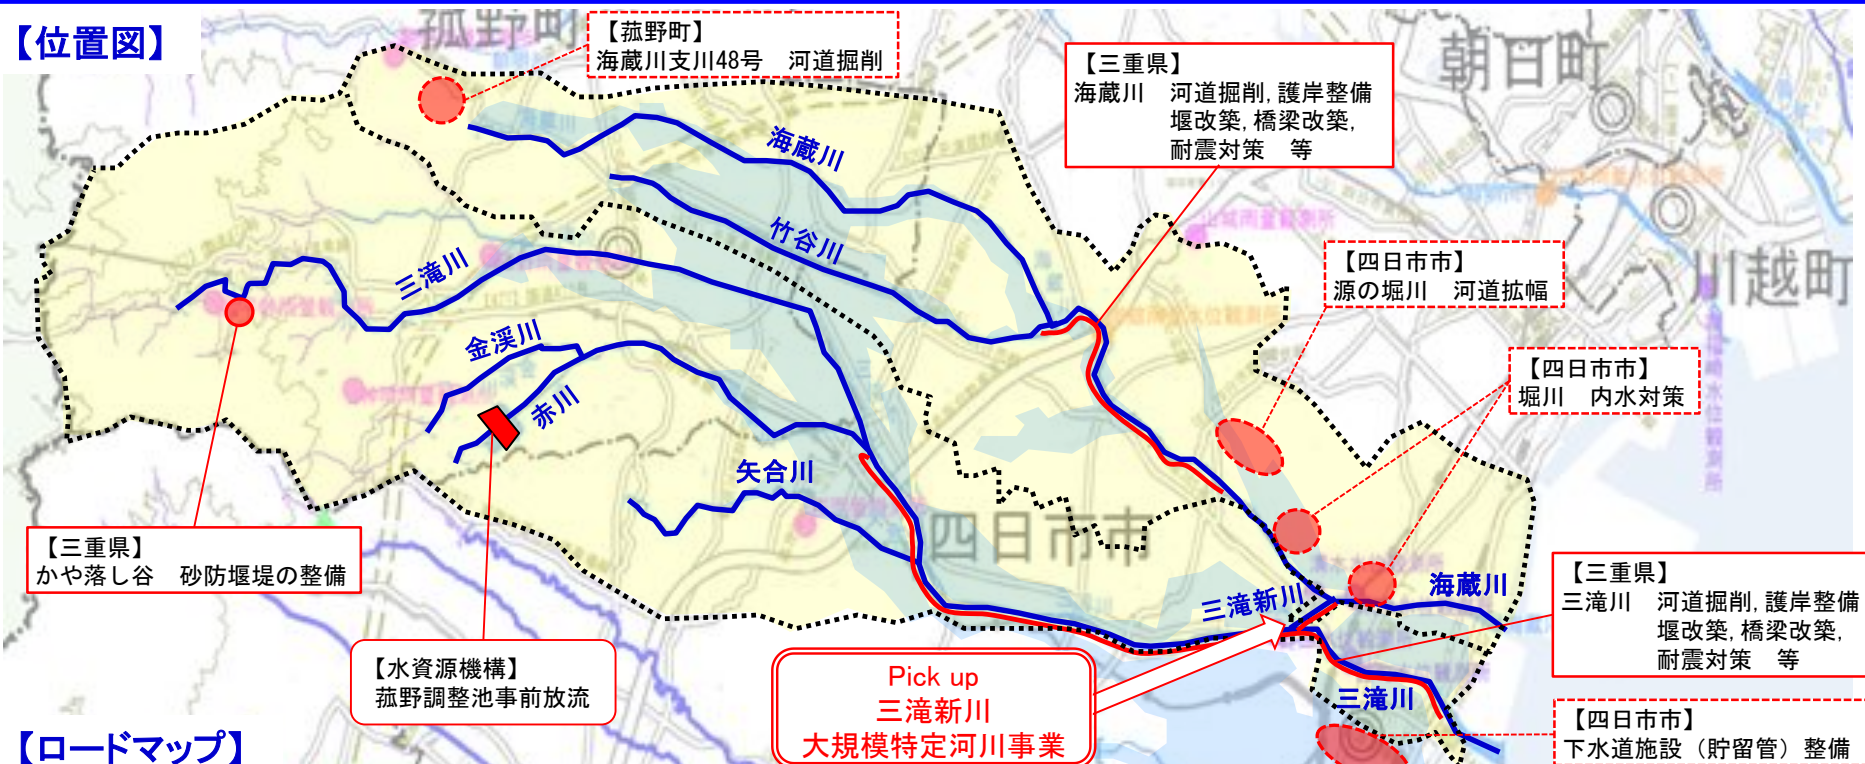 【位置図】
菰野町
【菰野町】
海蔵川支川48号　河道掘削
【三重県】
海蔵川　河道掘削, 護岸整備
堰改築, 橋梁改築,
耐震対策　等
朝日町
海蔵川
竹谷川
三滝川
金渓川
赤川
矢合川
川越町
【四日市市】
源の堀川　河道拡幅
【四日市市】
堀川　内水対策
四日市市
【三重県】
かや落し谷　砂防堰堤の整備
【水資源機構】
菰野調整池事前放流
Pick up
三滝新川
大規模特定河川事業
三滝新川
海蔵川
三滝川
【三重県】
三滝川　河道掘削, 護岸整備
堰改築, 橋梁改築,
耐震対策　等
【四日市市】
下水道施設（貯留管）整備
【ロードマップ】